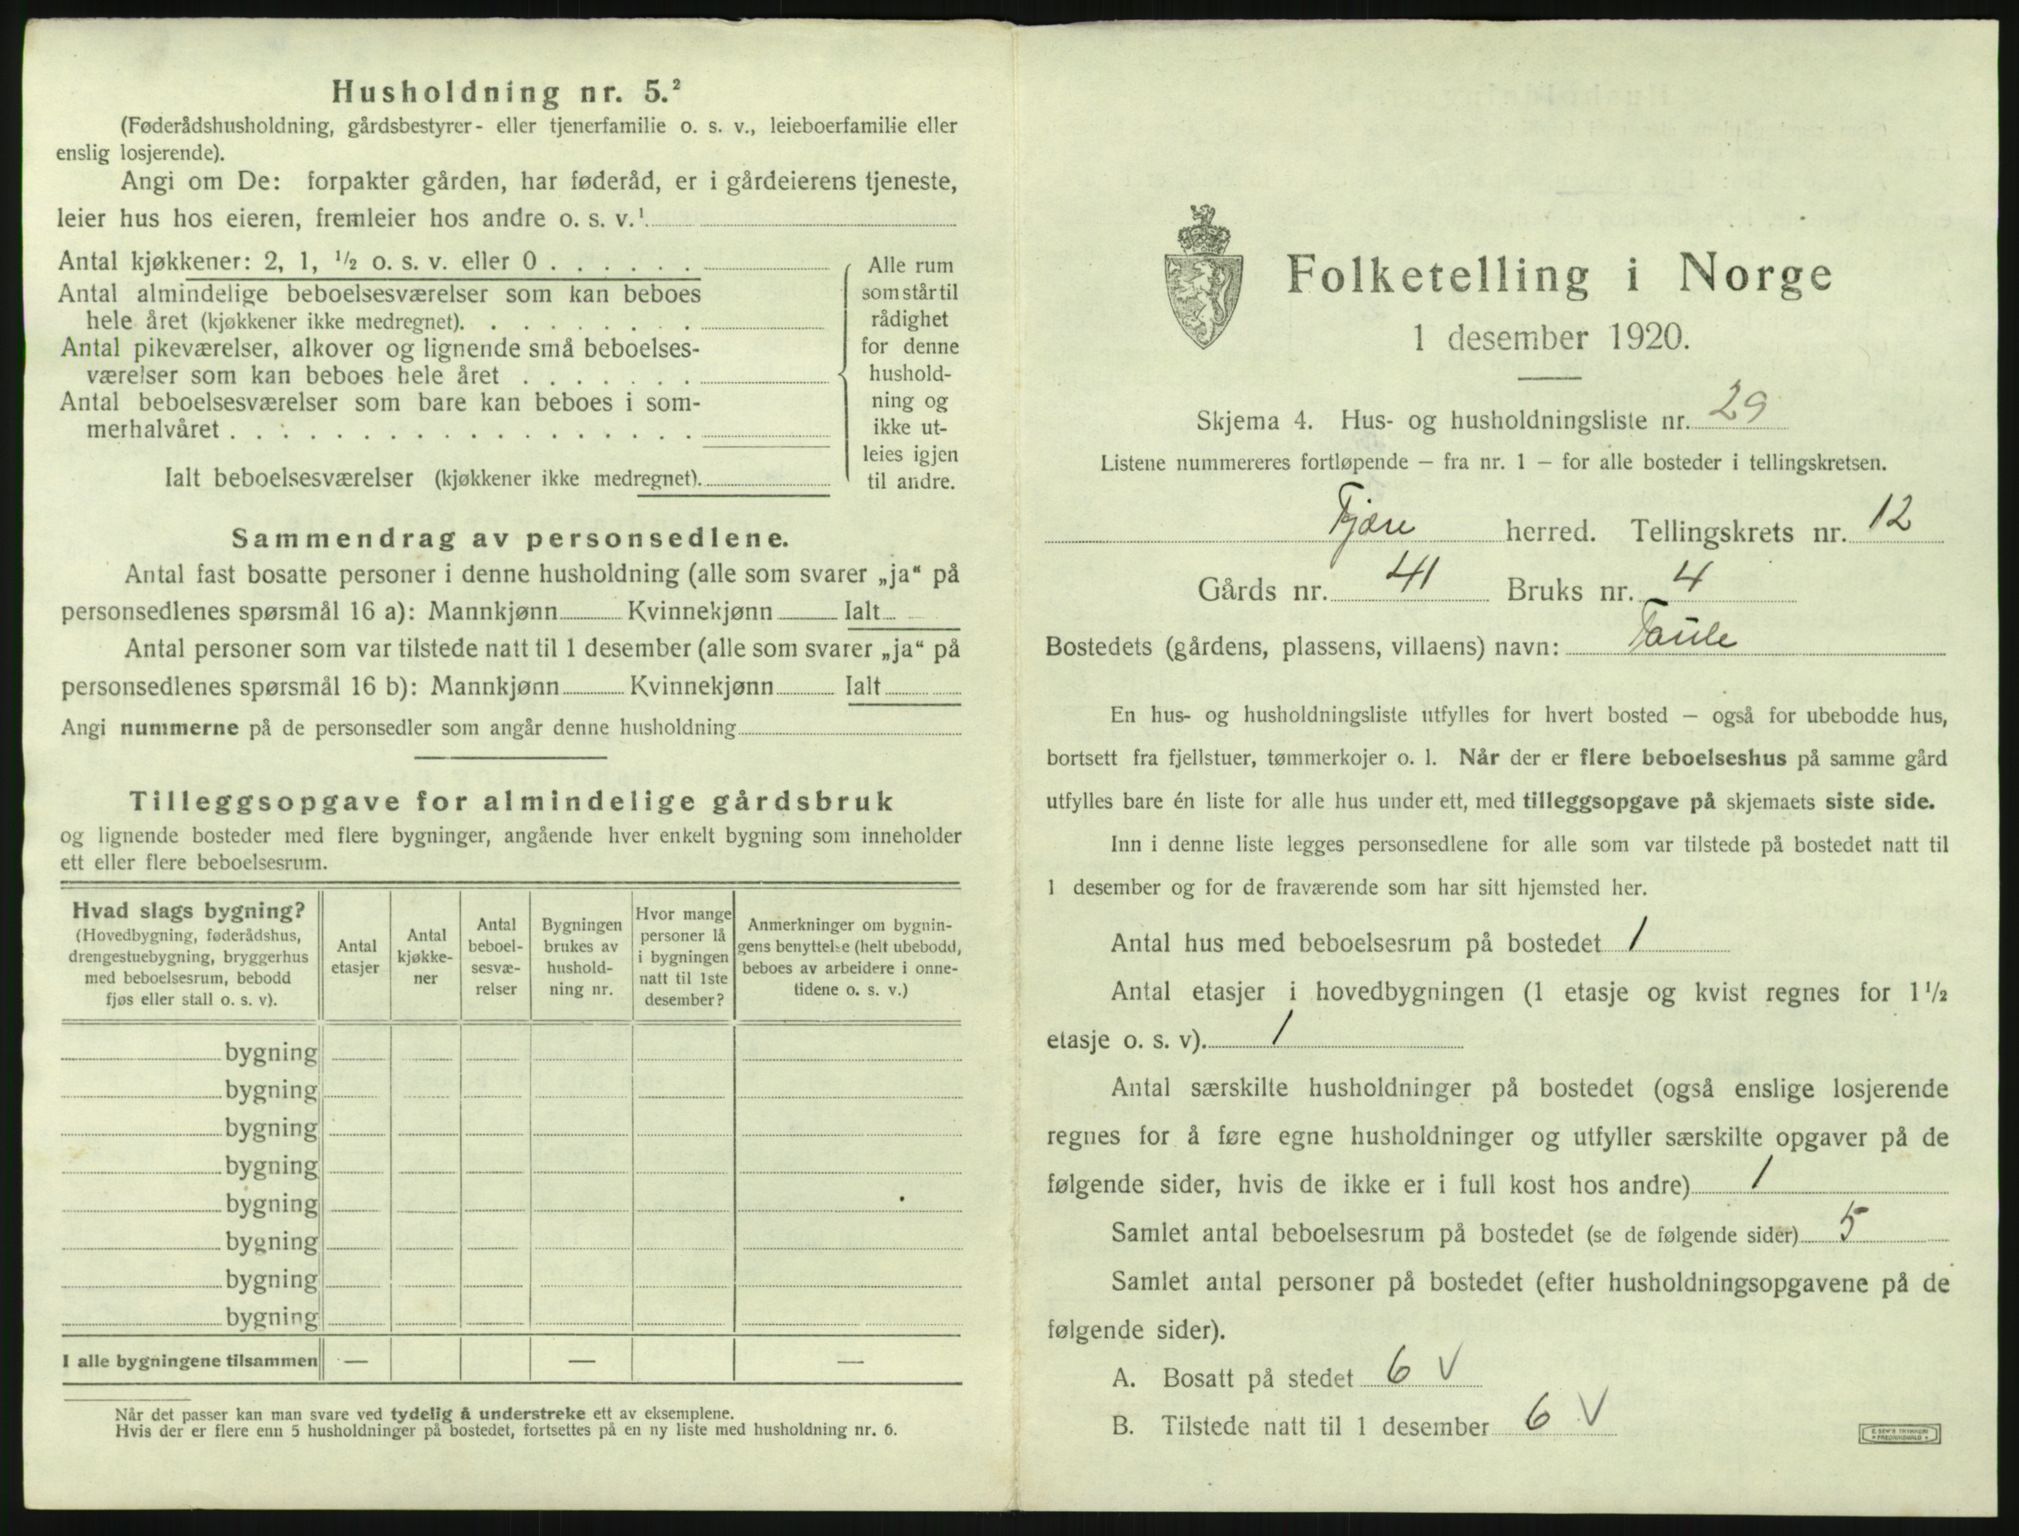 Husholdning nr. 5.²
(Føderådshusholdning, gårdsbestyrer- eller tjenerfamilie o. s. v., leieboerfamilie eller
enslig losjerende).
Angi om De: forpakter gården, har føderåd, er i gårdeierens tjeneste,
leier hus hos eieren, fremleier hos andre o. s. v.¹
Antal kjøkkener: 2, 1, ½ o. s. v. eller 0 . . . . . .
Antal almindelige beboelsesværelser som kan beboes
hele året (kjøkkener ikke medregnet). . . . . . . . .
Antal pikeværelser, alkover og lignende små beboelses-
værelser som kan beboes hele året . . . . . . .
Antal beboelsesværelser som bare kan beboes i som-
merhalvåret . . . . . . . . . . . . . . . . .
Ialt beboelsesværelser (kjøkkener ikke medregnet).
Alle rum
som står til
rådighet
for denne
hushold-
ning og
ikke ut-
leies igjen
til andre.
Sammendrag av personsedlene.
Antal fast bosatte personer i denne husholdning (alle som svarer „ja“ på
personsedlenes spørsmål 16 a): Mannkjønn Kvinnekjønn Ialt
Antal personer som var tilstede natt til 1 desember (alle som svarer „ja“ på
personsedlenes spørsmål 16 b): Mannkjønn Kvinnekjønn Ialt
Angi nummerne på de personsedler som angår denne husholdning
Tilleggsopgave for almindelige gårdsbruk
og lignende bosteder med flere bygninger, angående hver enkelt bygning som inneholder
ett eller flere beboelsesrum.
Hvad slags bygning?
(Hovedbygning, føderådshus,
drengestuebygning, bryggerhus
med beboelsesrum, bebodd
fjøs eller stall o. s. v).
Antal
etasjer
Antal
kjøkke-
ner
Antal
beboel-
sesvæ-
relser
Bygningen
brukes av
hushold-
ning nr.
Hvor mange
personer lå
i bygningen
natt til 1ste
desember?
Anmerkninger om bygnin-
gens benyttelse (helt ubebodd,
beboes av arbeidere i onne-
tidene o. s. v.)
bygning
bygning
bygning
bygning
bygning
bygning
bygning
bygning
I alle bygningene tilsammen — — —
Når det passer kan man svare ved tydelig å understreke ett av eksemplene.
Hvis der er flere enn 5 husholdninger på bostedet, fortsettes på en ny liste med husholdning nr. 6.
Folketelling i Norge
1 desember 1920.
Skjema 4. Hus- og husholdningsliste nr. 29
Listene nummereres fortløpende – fra nr. 1 – for alle bosteder i tellingskretsen.
Fjære herred. Tellingskrets nr. 12
Gårds nr. 41 Bruks nr. 4
Bostedets (gårdens, plassens, villaens) navn: Taule
En hus- og husholdningsliste utfylles for hvert bosted – også for ubebodde hus,
bortsett fra fjellstuer, tømmerkojer o. l. Når der er flere beboelseshus på samme gård
utfylles bare én liste for alle hus under ett, med tilleggsopgave på skjemaets siste side.
Inn i denne liste legges personsedlene for alle som var tilstede på bostedet natt til
1 desember og for de fraværende som har sitt hjemsted her.
Antal hus med beboelsesrum på bostedet 1
Antal etasjer i hovedbygningen (1 etasje og kvist regnes for 1½
etasje o. s. v). 1
Antal særskilte husholdninger på bostedet (også enslige losjerende
regnes for å føre egne husholdninger og utfyller særskilte opgaver på de
følgende sider, hvis de ikke er i full kost hos andre) 1
Samlet antal beboelsesrum på bostedet (se de følgende sider) 5
Samlet antal personer på bostedet (efter husholdningsopgavene på de
følgende sider).
A. Bosatt på stedet 6 V
B. Tilstede natt til 1 desember 6 V